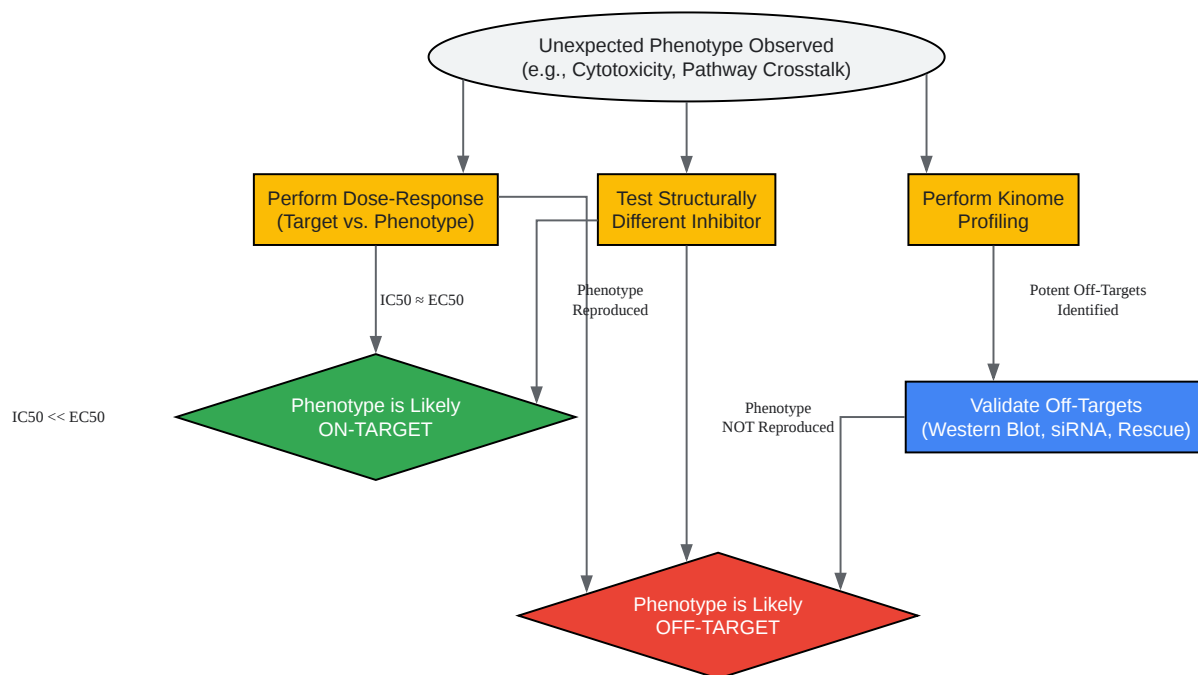 Unexpected Phenotype Observed
(e.g., Cytotoxicity, Pathway Crosstalk)
Perform Dose-Response
(Target vs. Phenotype)
Test Structurally
Different Inhibitor
Perform Kinome
Profiling
IC50 ≈ EC50
Phenotype
Reproduced
Potent Off-Targets
Identified
IC50 << EC50
Phenotype is Likely
ON-TARGET
Phenotype
NOT Reproduced
Validate Off-Targets
(Western Blot, siRNA, Rescue)
Phenotype is Likely
OFF-TARGET